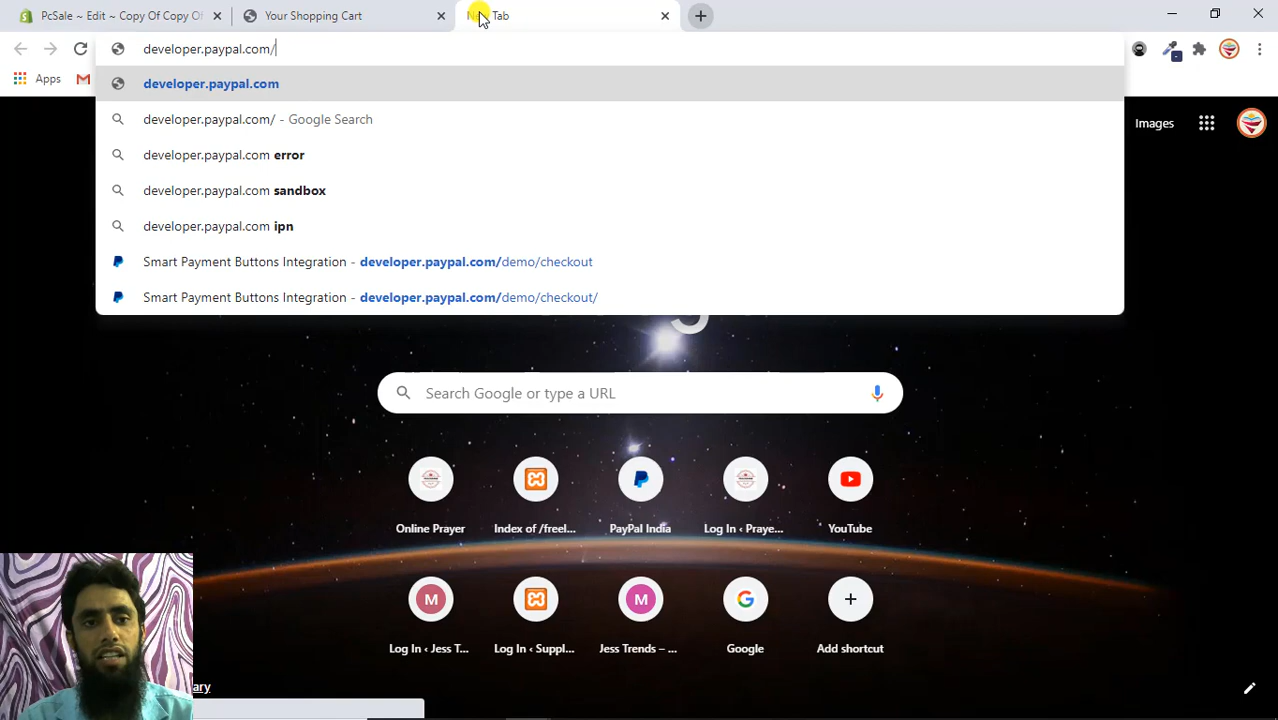 PcSale ~ Edit ~ Copy Of Copy Of
Your Shopping Cart
Tab
developer.paypal.com/
Apps
developer.paypal.com
developer.paypal.com/ - Google Search
developer.paypal.com error
developer.paypal.com sandbox
developer.paypal.com ipn
Smart Payment Buttons Integration - developer.paypal.com/demo/checkout
Smart Payment Buttons Integration - developer.paypal.com/demo/checkout/
Images
Search Google or type a URL
Online Prayer
Index of /freel...
PayPal India
Log In ‹ Praye...
YouTube
M
M
Log In ‹ Jess T...
Log In ‹ Suppl...
Jess Trends – ...
Google
Add shortcut